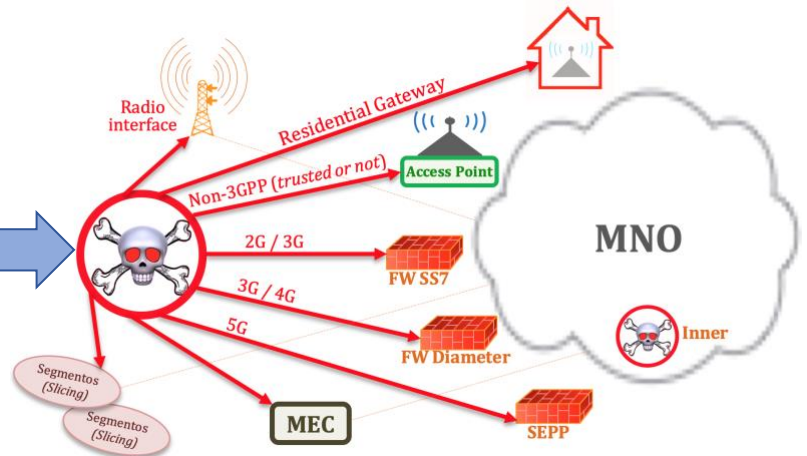 Radio
interface
Residential Gateway
Non-3GPP (trusted or not)
Access Point
2G / 3G
FW SS7
3G / 4G
FW Diameter
5G
SEPP
MNO
Inner
Segmentos
(Slicing)
Segmentos
(Slicing)
MEC